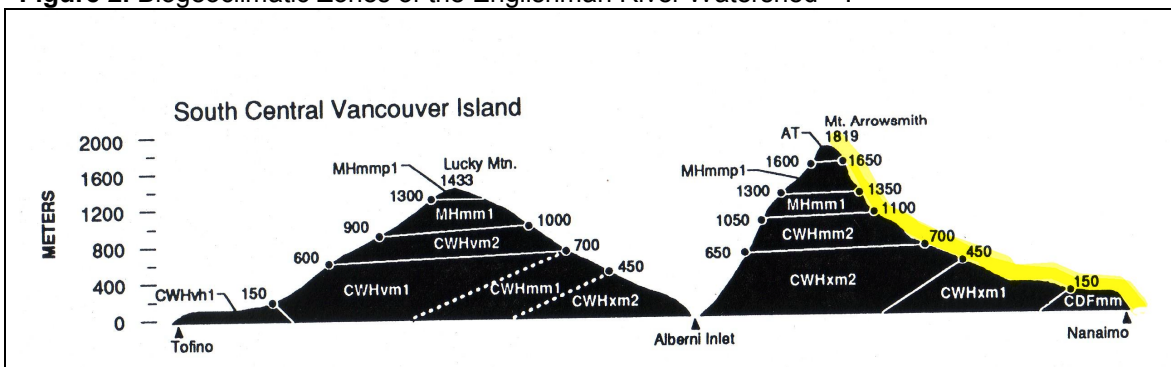 Figure 2. Biogeoclimatic Zones of the Englishman River Watershed
South Central Vancouver Island
METERS
2000
1600
1200
800
400
0
MHmmp1
Lucky Mtn.
1433
1300
MHmm1
900
1000
CWHvm2
600
700
450
CWHvm1
CWHmm1
CWHxm2
CWHvh1
150
Tofino
Alberni Inlet
AT
Mt. Arrowsmith
1819
1600
1650
MHmmp1
1300
1350
MHmm1
1050
1100
CWHmm2
650
700
450
CWHxm2
CWHxm1
150
CDFmm
Nanaimo